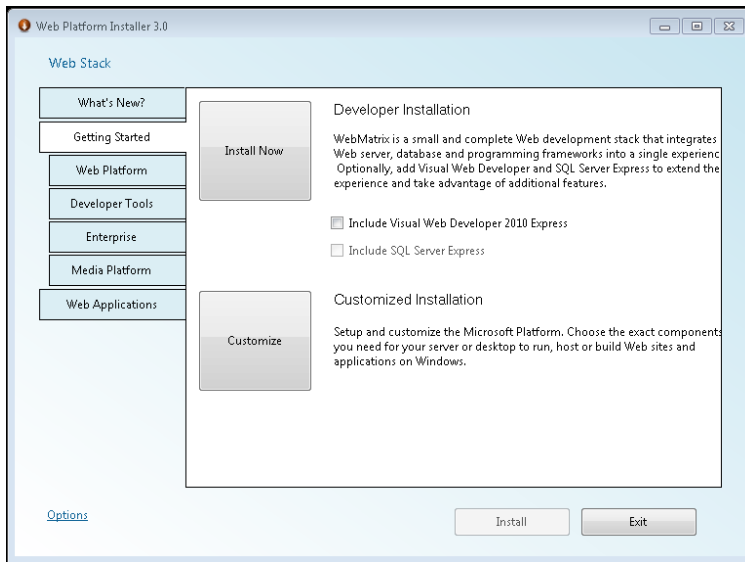 Web Platform Installer 3.0
Web Stack
What's New?
Getting Started
Web Platform
Developer Tools
Enterprise
Media Platform
Web Applications
Install Now
Developer Installation
WebMatrix is a small and complete Web development stack that integrates
Web server, database and programming frameworks into a single experienc
Optionally, add Visual Web Developer and SQL Server Express to extend the
experience and take advantage of additional features.
Include Visual Web Developer 2010 Express
Include SQL Server Express
Customize
Customized Installation
Setup and customize the Microsoft Platform. Choose the exact components
you need for your server or desktop to run, host or build Web sites and
applications on Windows.
Options
Install
Exit